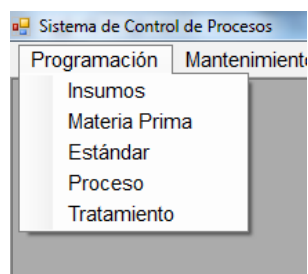 Sistema de Control de Procesos
Programación Mantenimiento
Insumos
Materia Prima
Estándar
Proceso
Tratamiento